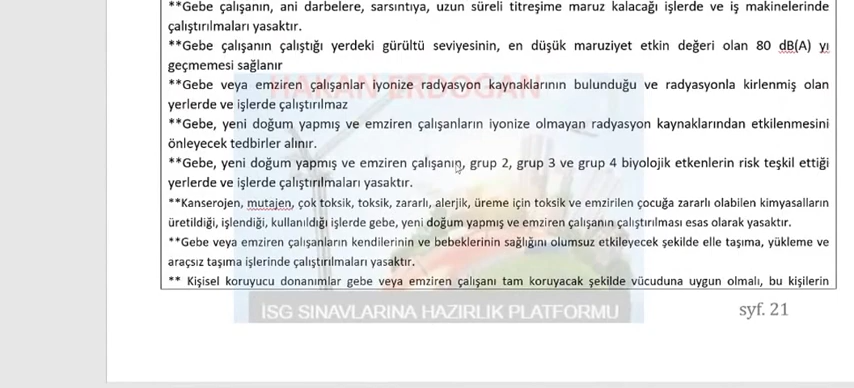 **Gebe çalışanın, ani darbelere, sarsıntıya, uzun süreli titreşime maruz kalacağı işlerde ve iş makinelerinde
çalıştırılmaları yasaktır.
**Gebe çalışanın çalıştığı yerdeki gürültü seviyesinin, en düşük maruziyet etkin değeri olan 80 dB(A) yı
geçmemesi sağlanır
HAKAN ERDOĞAN
**Gebe veya emziren çalışanlar iyonize radyasyon kaynaklarının bulunduğu ve radyasyonla kirlenmiş olan
yerlerde ve işlerde çalıştırılmaz
**Gebe, yeni doğum yapmış ve emziren çalışanların iyonize olmayan radyasyon kaynaklarından etkilenmesini
önleyecek tedbirler alınır.
**Gebe, yeni doğum yapmış ve emziren çalışanın, grup 2, grup 3 ve grup 4 biyolojik etkenlerin risk teşkil ettiği
yerlerde ve işlerde çalıştırılmaları yasaktır.
**Kanserojen, mutajen, çok toksik, toksik, zararlı, alerjik, üreme için toksik ve emzirilen çocuğa zararlı olabilen kimyasalların
üretildiği, işlendiği, kullanıldığı işlerde gebe, yeni doğum yapmış ve emziren çalışanın çalıştırılması esas olarak yasaktır.
**Gebe veya emziren çalışanların kendilerinin ve bebeklerinin sağlığını olumsuz etkileyecek şekilde elle taşıma, yükleme ve
araçsız taşıma işlerinde çalıştırılmaları yasaktır.
** Kişisel koruyucu donanımlar gebe veya emziren çalışanı tam koruyacak şekilde vücuduna uygun olmalı, bu kişilerin
İSG SINAVLARINA HAZIRLIK PLATFORMU
syf. 21